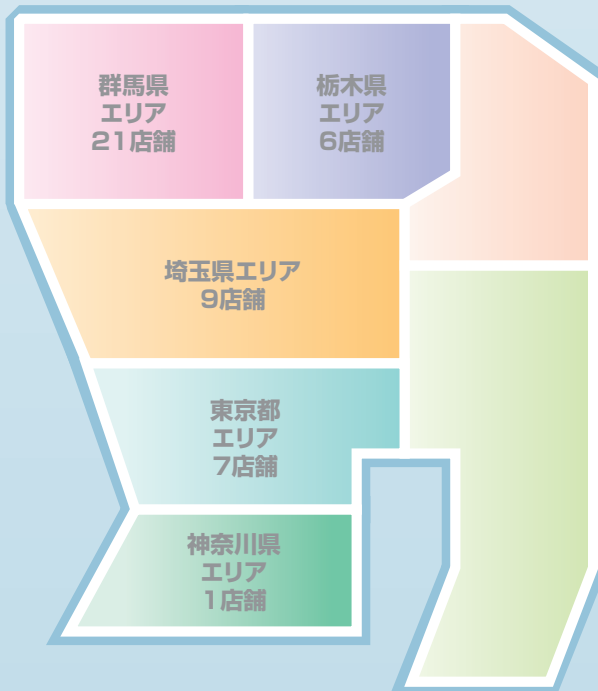 群馬県
エリア
21店舗
栃木県
エリア
6店舗
埼玉県エリア
9店舗
東京都
エリア
7店舗
神奈川県
エリア
1店舗